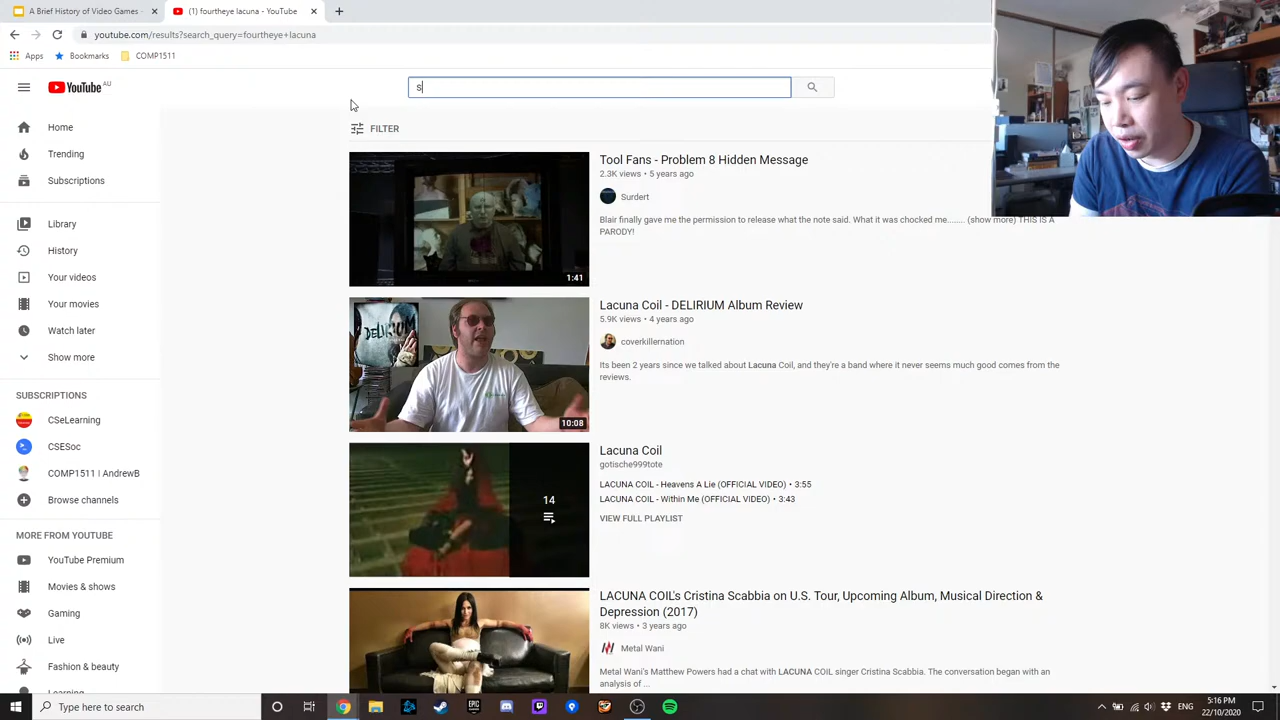 A Brief History of Video Games -
(1) fourtheye lacuna - YouTube
youtube.com/results?search_query=fourtheye+lacuna
Apps
Bookmarks
COMP1511
YouTube AU
s
Home
Trending
Subscriptions
Library
History
Your videos
Your movies
Watch later
Show more
SUBSCRIPTIONS
CSeLearning
CSESoc
COMP1511 | AndrewB
Browse channels
MORE FROM YOUTUBE
YouTube Premium
Movies & shows
Gaming
Live
Fashion & beauty
Learning
FILTER
1:41
Tool Fans - Problem 8 Hidden Message
2.3K views • 5 years ago
Surdert
Blair finally gave me the permission to release what the note said. What it was chocked me........ (show more) THIS IS A
PARODY!
DELIRIUM
10:08
Lacuna Coil - DELIRIUM Album Review
5.9K views • 4 years ago
coverkillernation
Its been 2 years since we talked about Lacuna Coil, and they're a band where it never seems much good comes from the
reviews.
14
Lacuna Coil
gotische999tote
LACUNA COIL - Heavens A Lie (OFFICIAL VIDEO) • 3:55
LACUNA COIL - Within Me (OFFICIAL VIDEO) • 3:43
VIEW FULL PLAYLIST
LACUNA COIL's Cristina Scabbia on U.S. Tour, Upcoming Album, Musical Direction &
Depression (2017)
8K views • 3 years ago
Metal Wani
Metal Wani's Matthew Powers had a chat with LACUNA COIL singer Cristina Scabbia. The conversation began with an
analysis of ...
Type here to search
EPIC
5:16 PM
22/10/2020